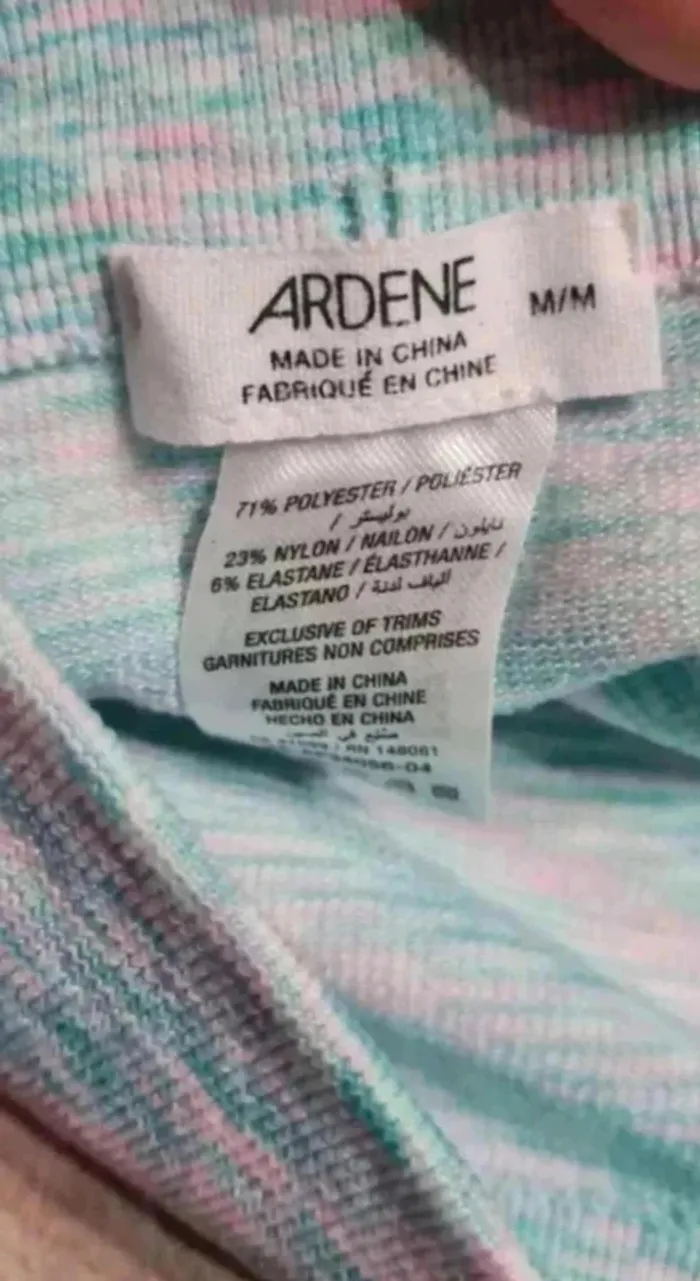 ARDENE
M/M
MADE IN CHINA
FABRIQUÉ EN CHINE
71% POLYESTER / POLIÉSTER
/ بوليستر /
23% NYLON / NAILON / نايلون
6% ELASTANE / ÉLASTHANNE /
ELASTANO / ألياف لدنة
EXCLUSIVE OF TRIMS
GARNITURES NON COMPRISES
MADE IN CHINA
FABRIQUÉ EN CHINE
HECHO EN CHINA
صنع في الصين
/ RN 148061